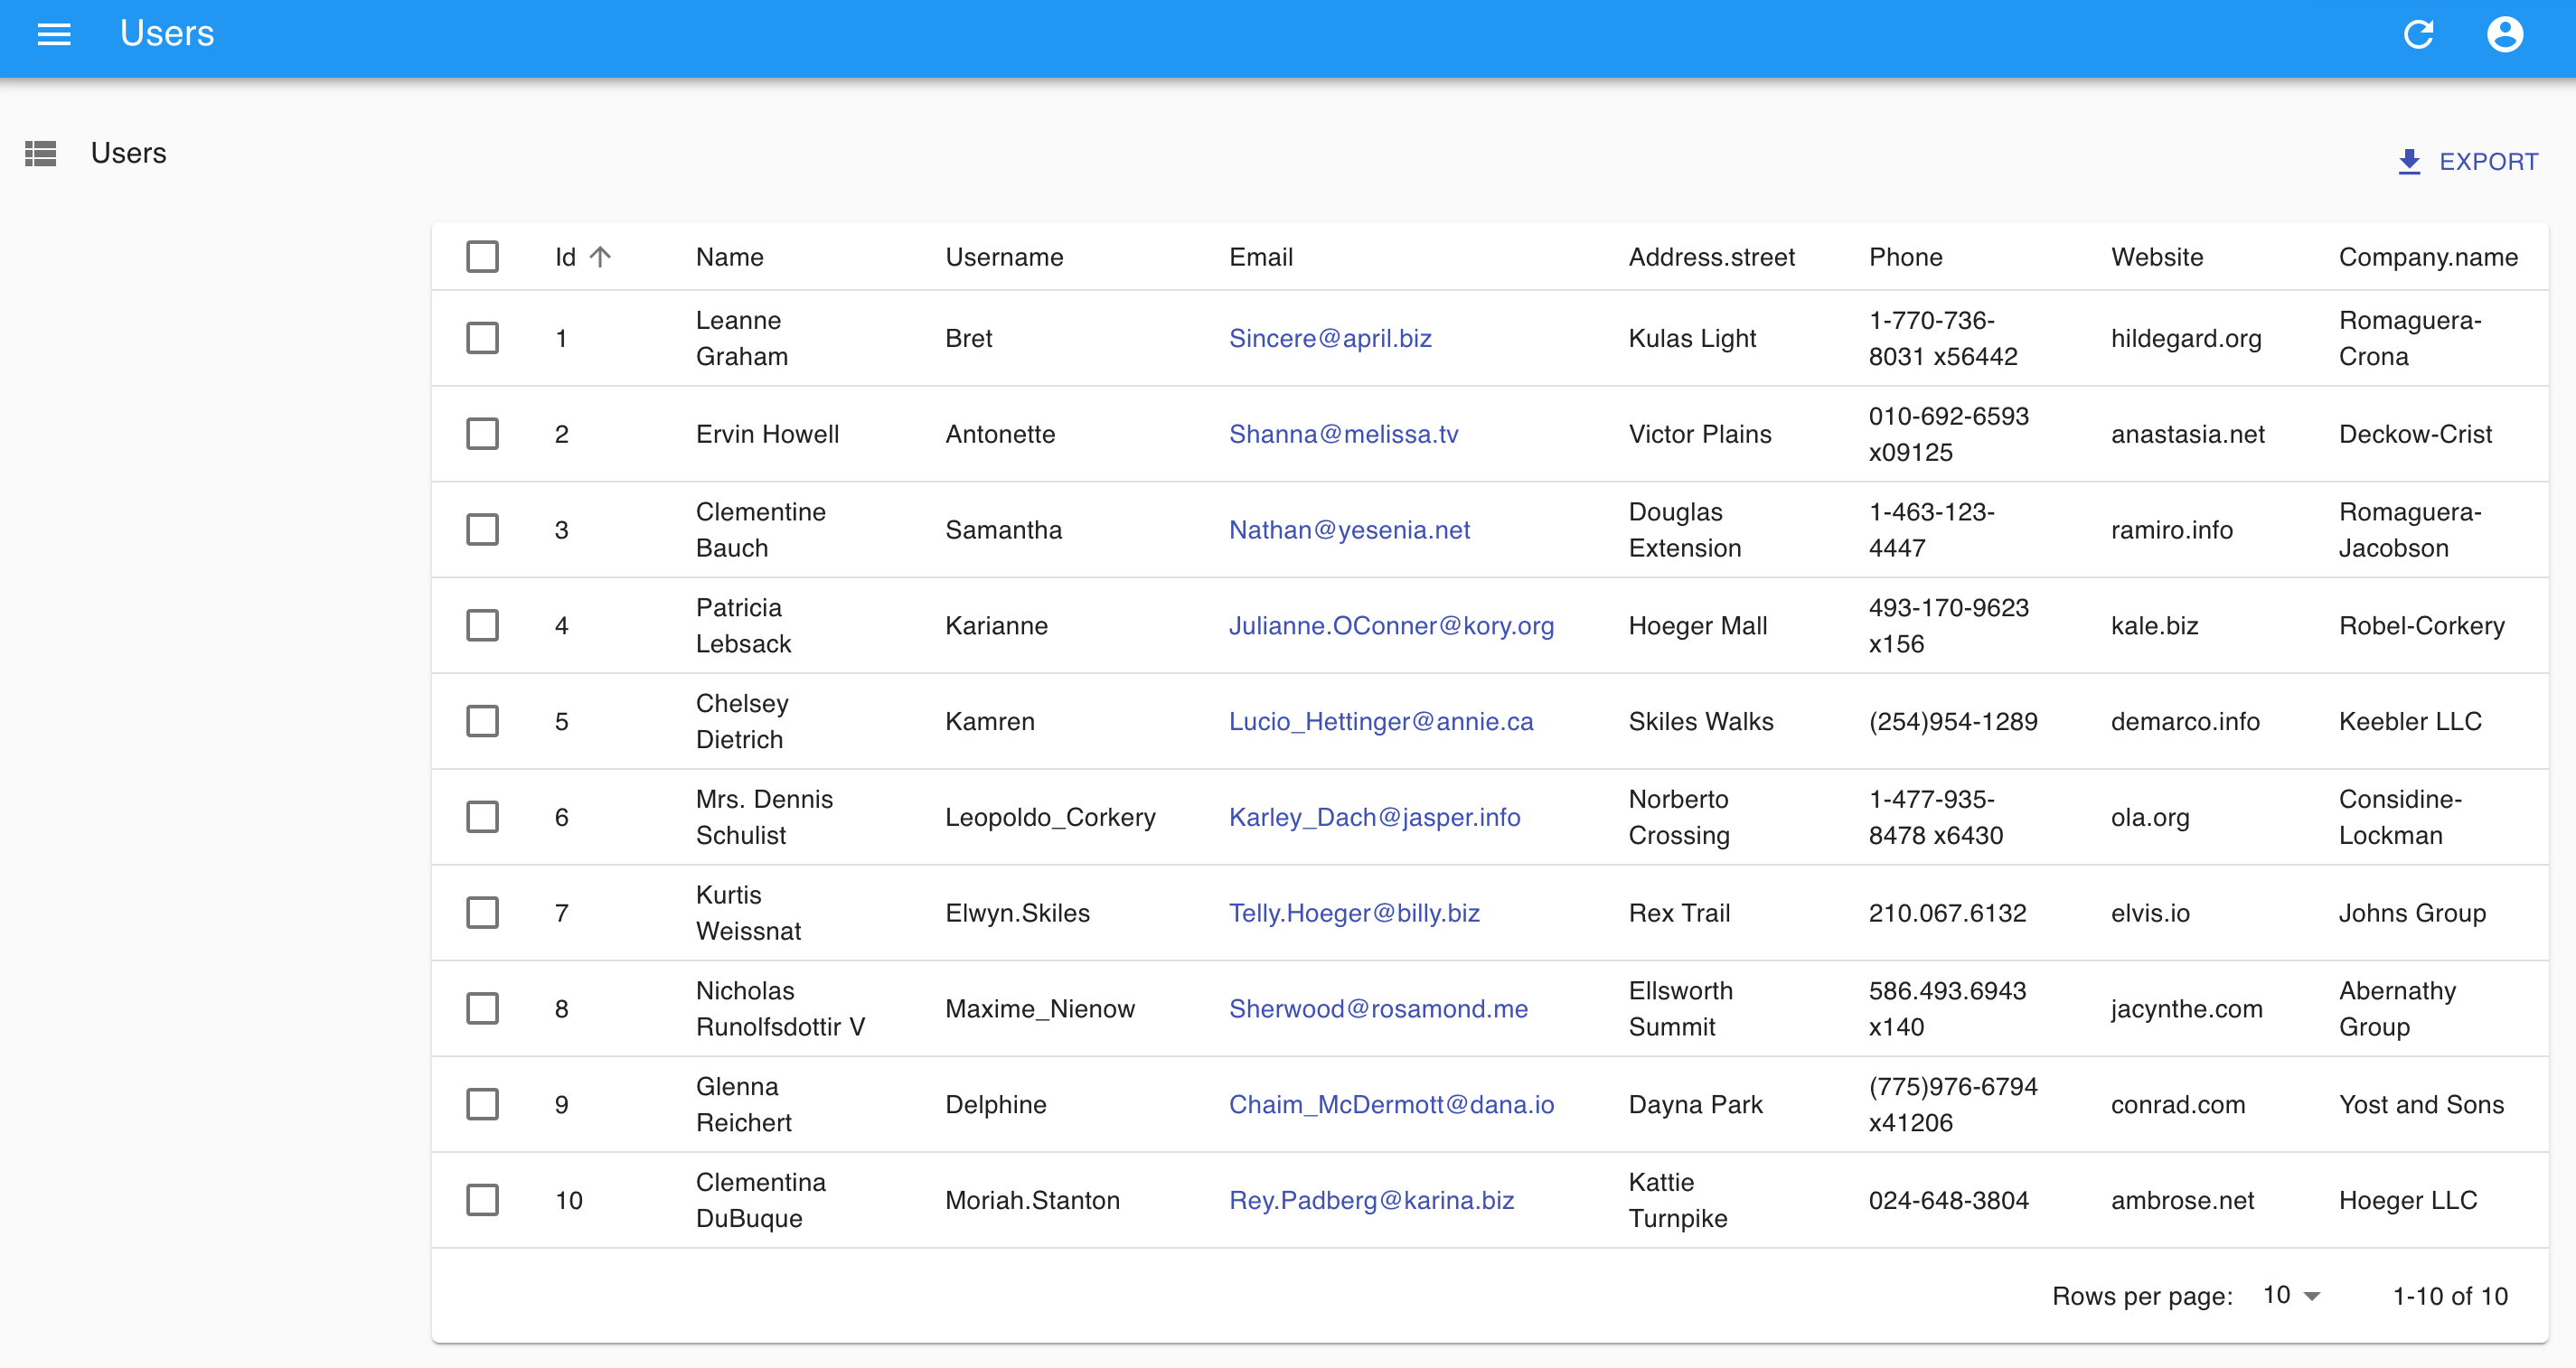 Users
Users
EXPORT
Id Name Username Email Address.street Phone Website Company.name
1 Leanne Graham Bret Sincere@april.biz Kulas Light 1-770-736-8031 x56442 hildegard.org Romaguera-Crona
2 Ervin Howell Antonette Shanna@melissa.tv Victor Plains 010-692-6593 x09125 anastasia.net Deckow-Crist
3 Clementine Bauch Samantha Nathan@yesenia.net Douglas Extension 1-463-123-4447 ramiro.info Romaguera-Jacobson
4 Patricia Lebsack Karianne Julianne.OConner@kory.org Hoeger Mall 493-170-9623 x156 kale.biz Robel-Corkery
5 Chelsey Dietrich Kamren Lucio_Hettinger@annie.ca Skiles Walks (254)954-1289 demarco.info Keebler LLC
6 Mrs. Dennis Schulist Leopoldo_Corkery Karley_Dach@jasper.info Norberto Crossing 1-477-935-8478 x6430 ola.org Considine-Lockman
7 Kurtis Weissnat Elwyn.Skiles Telly.Hoeger@billy.biz Rex Trail 210.067.6132 elvis.io Johns Group
8 Nicholas Runolfsdottir V Maxime_Nienow Sherwood@rosamond.me Ellsworth Summit 586.493.6943 x140 jacynthe.com Abernathy Group
9 Glenna Reichert Delphine Chaim_McDermott@dana.io Dayna Park (775)976-6794 x41206 conrad.com Yost and Sons
10 Clementina DuBuque Moriah.Stanton Rey.Padberg@karina.biz Kattie Turnpike 024-648-3804 ambrose.net Hoeger LLC
Rows per page: 10 1-10 of 10